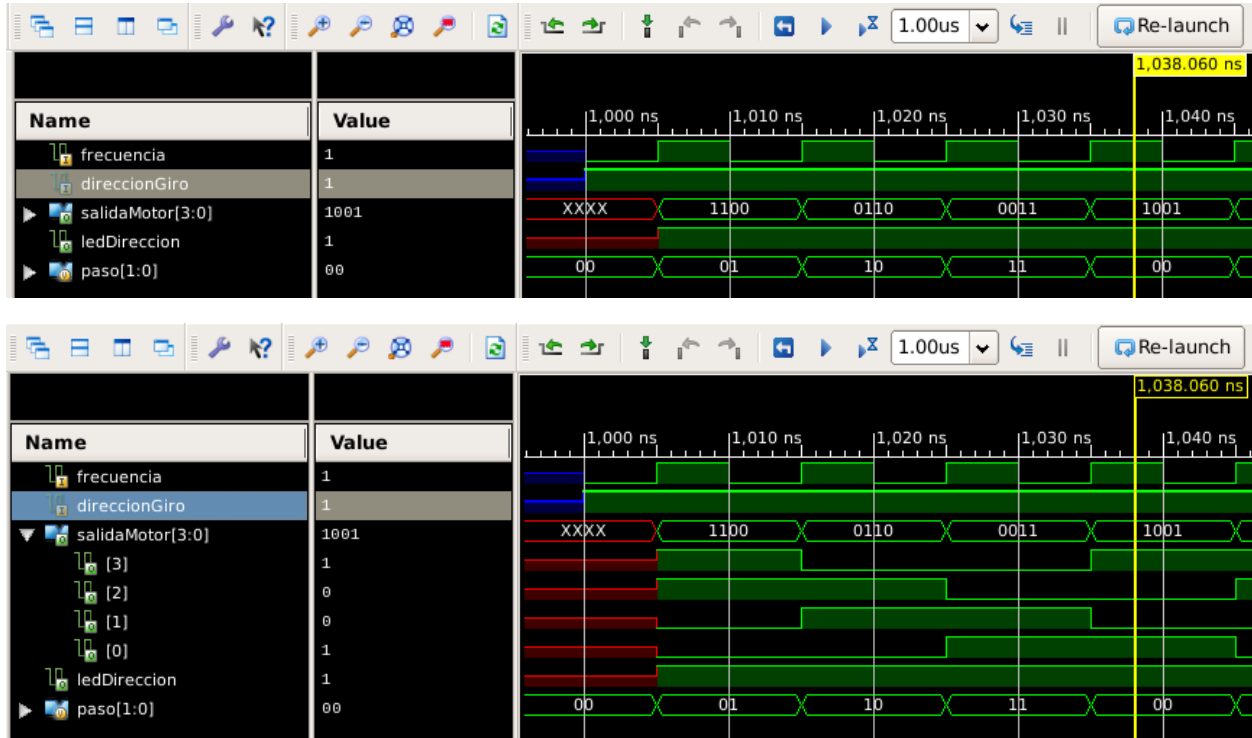 1.00us Re-launch
1,038.060 ns
Name Value 1,000 ns 1,010 ns 1,020 ns 1,030 ns 1,040 ns
frecuencia 1
direccionGiro 1
salidaMotor[3:0] 1001 XXXX 1100 0110 0011 1001
ledDireccion 1
paso[1:0] 00 00 01 10 11 00
1.00us Re-launch
1,038.060 ns
Name Value 1,000 ns 1,010 ns 1,020 ns 1,030 ns 1,040 ns
frecuencia 1
direccionGiro 1
salidaMotor[3:0] 1001 XXXX 1100 0110 0011 1001
[3] 1
[2] 0
[1] 0
[0] 1
ledDireccion 1
paso[1:0] 00 00 01 10 11 00